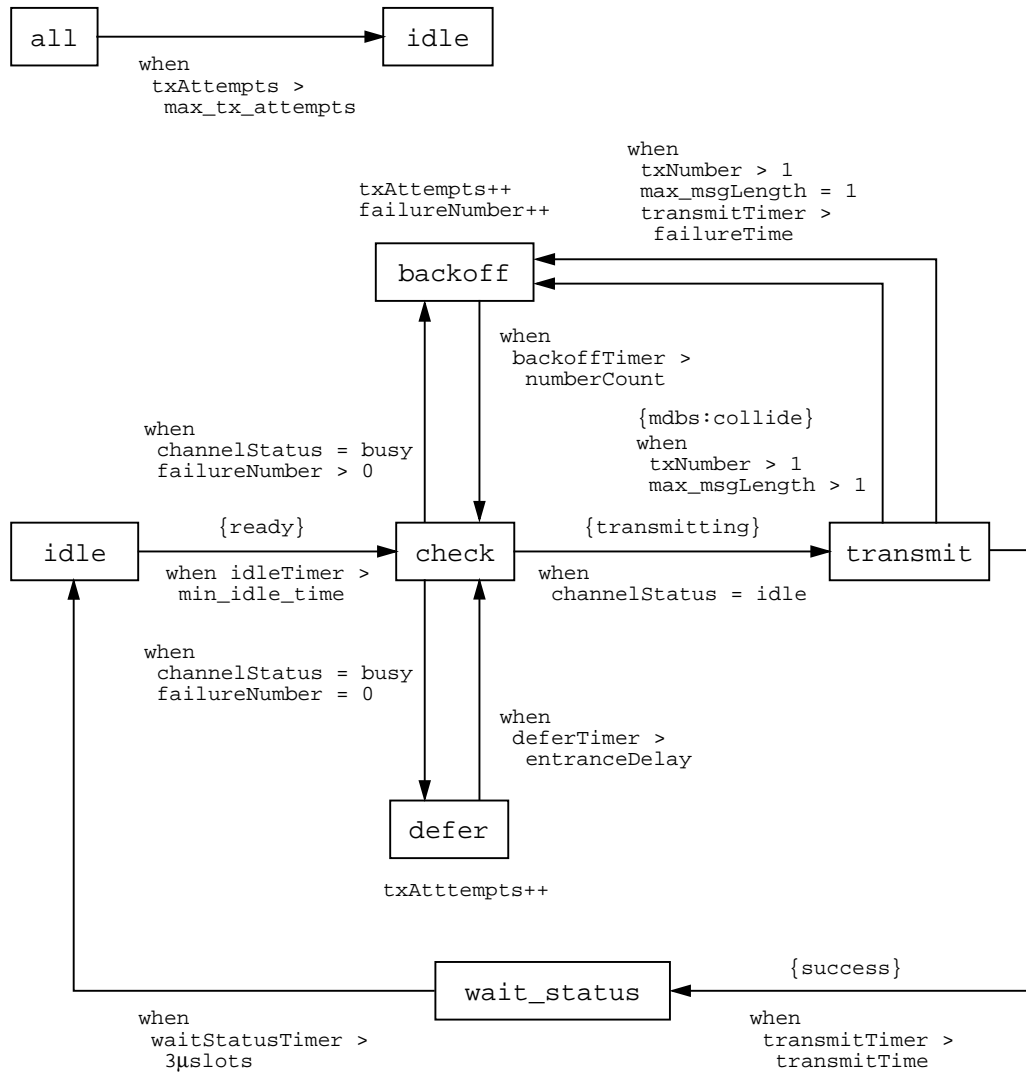 all
idle
when
txAttempts >
max_tx_attempts
when
txNumber > 1
max_msgLength = 1
transmitTimer >
failureTime
txAttempts++
failureNumber++
backoff
when
backoffTimer >
numberCount
{mdbs:collide}
when
txNumber > 1
max_msgLength > 1
when
channelStatus = busy
failureNumber > 0
idle
{ready}
when idleTimer >
min_idle_time
check
{transmitting}
when
channelStatus = idle
transmit
when
channelStatus = busy
failureNumber = 0
when
deferTimer >
entranceDelay
defer
txAtttempts++
wait_status
{success}
when
waitStatusTimer >
3µslots
when
transmitTimer >
transmitTime